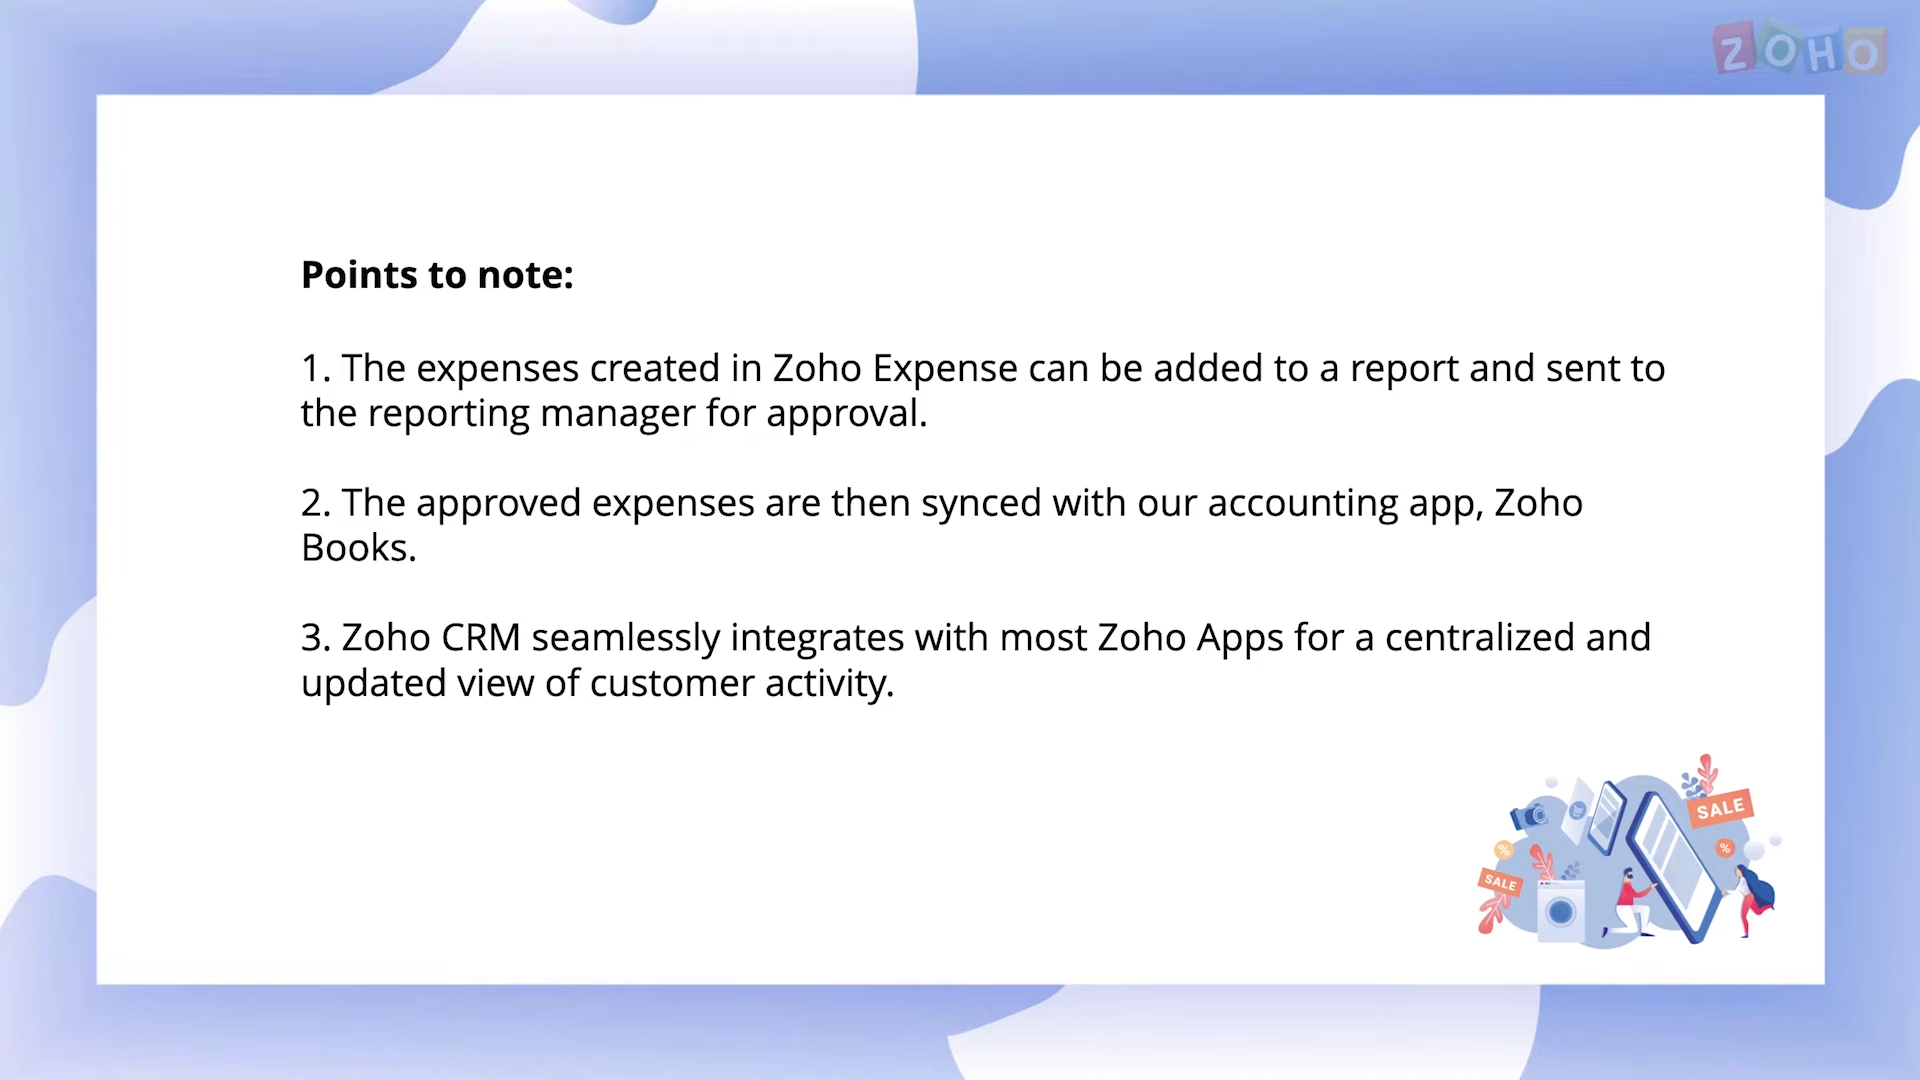 ZOHO
Points to note:
1. The expenses created in Zoho Expense can be added to a report and sent to
the reporting manager for approval.
2. The approved expenses are then synced with our accounting app, Zoho
Books.
3. Zoho CRM seamlessly integrates with most Zoho Apps for a centralized and
updated view of customer activity.
SALE
%
%
SALE